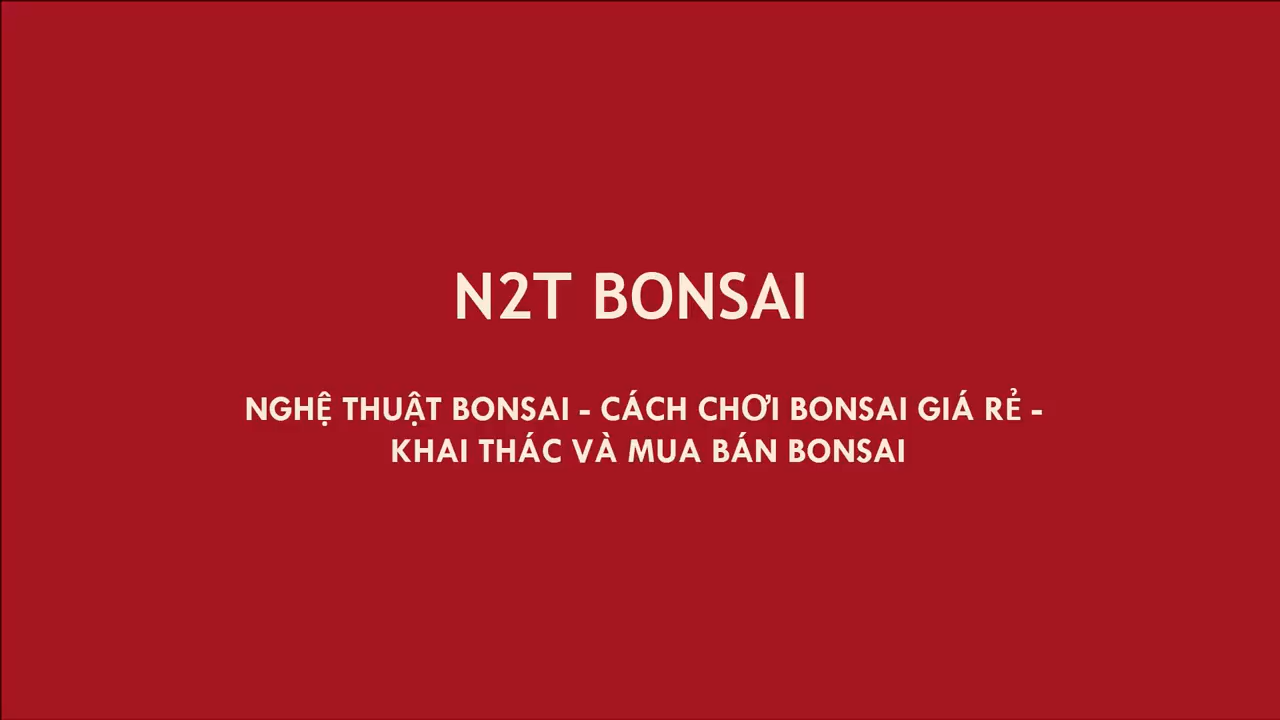 N2T BONSAI
NGHỆ THUẬT BONSAI - CÁCH CHƠI BONSAI GIÁ RẺ -
KHAI THÁC VÀ MUA BÁN BONSAI